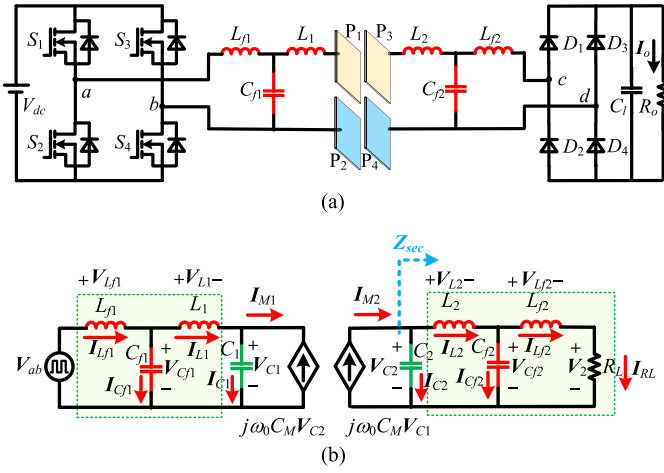 S1 S3 Lf1 L1 P1 P3 L2 Lf2 D1 D3 Io
Vdc a b Cf1 Cf2 c d Cl Ro
S2 S4 P2 P4 D2 D4
(a)
Zsec
+VLf1− +VL1− +VL2− +VLf2−
Lf1 L1 IM1 IM2 L2 Lf2
ILf1 Cf1 + IL1 C1 + + C2 IL2 Cf2 + ILf2 +
Vab VCf1 VC1 VC2 VCf2 V2 RL IRL
ICf1 − IC1 − − IC2 ICf2 − −
jω0CMVC2 jω0CMVC1
(b)